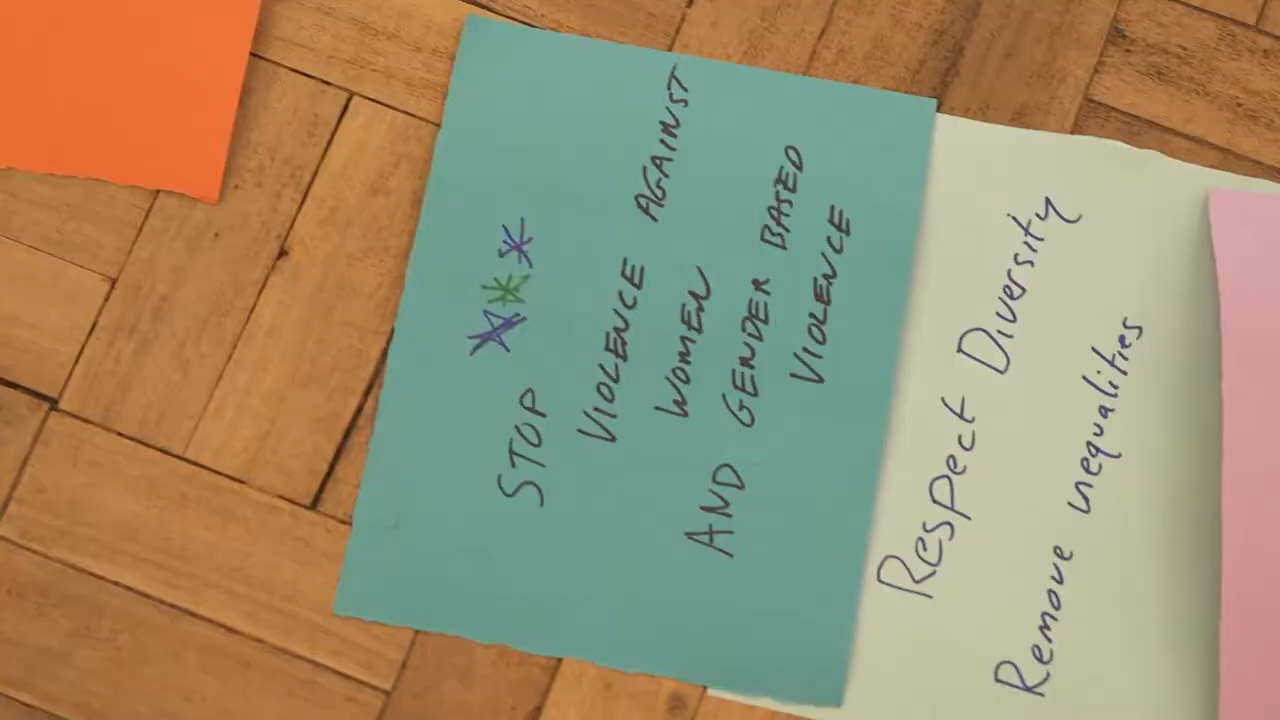 STOP
VIOLENCE AGAINST
WOMEN
AND GENDER BASED
VIOLENCE
Respect Diversity
Remove inequalities